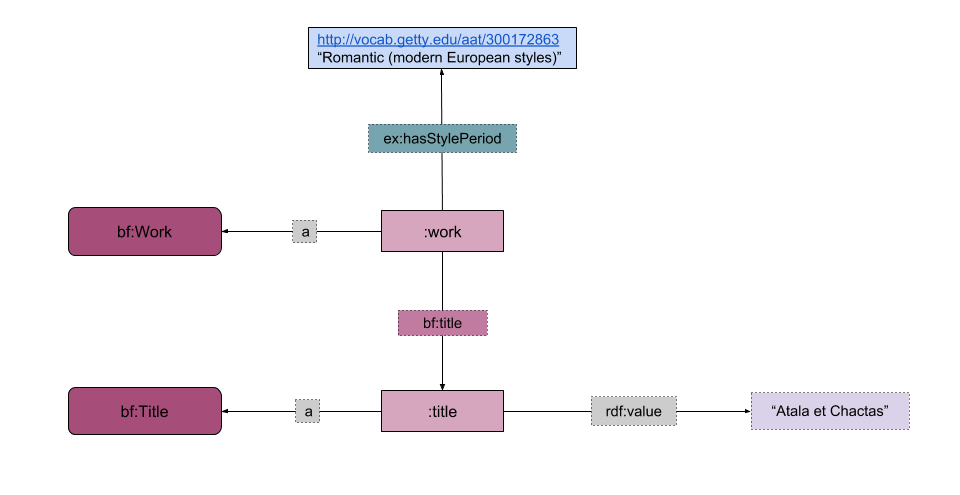 http://vocab.getty.edu/aat/300172863
“Romantic (modern European styles)”
ex:hasStylePeriod
bf:Work
a
:work
bf:title
bf:Title
a
:title
rdf:value
“Atala et Chactas”